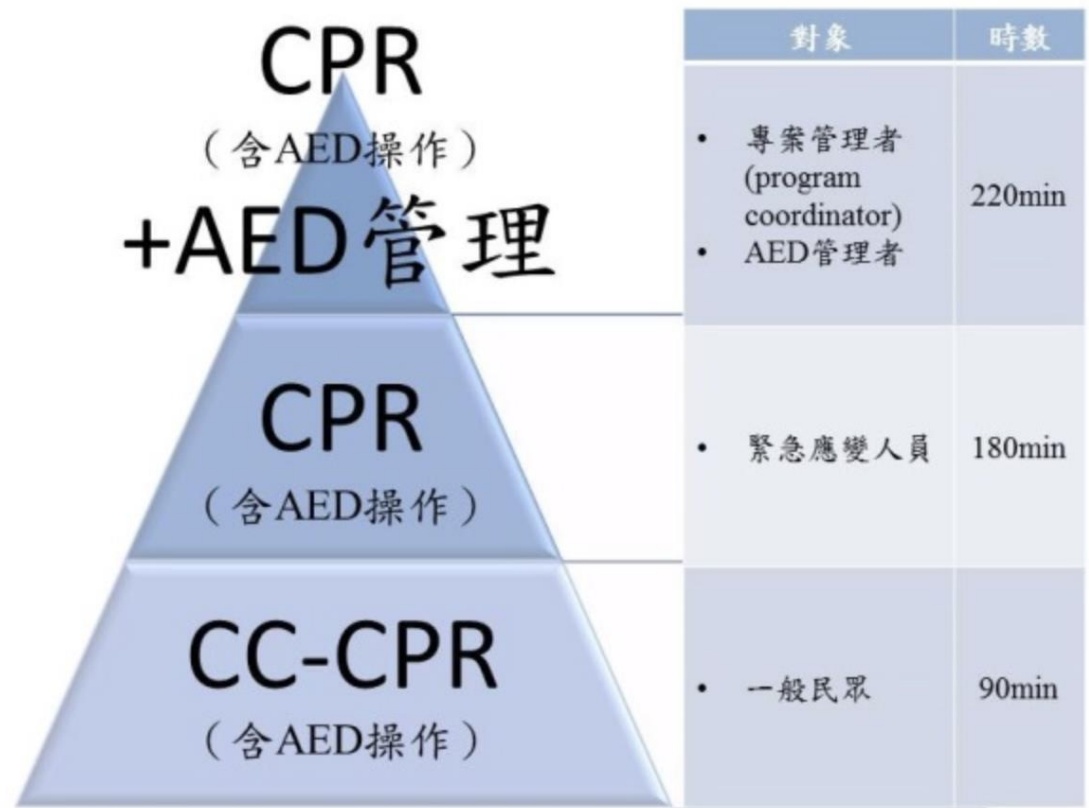 CPR
（含AED操作）
+AED管理
CPR
（含AED操作）
CC-CPR
（含AED操作）
對象 時數
• 專案管理者
(program
coordinator)
• AED管理者
220min
• 緊急應變人員 180min
• 一般民眾 90min